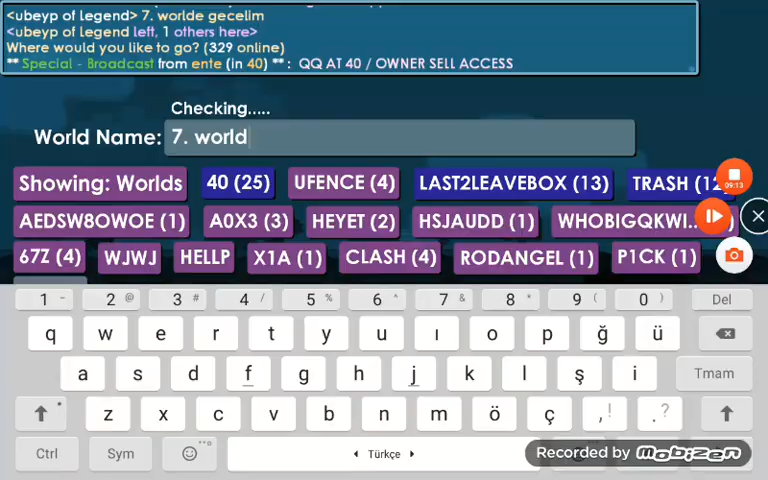 <ubeyp of legend> 7. worlde gecelim
<ubeyp of legend left, 1 others here>
Where would you like to go? (329 online)
** Special - Broadcast from ente (in 40) ** : QQ AT 40 / OWNER SELL ACCESS
Checking.....
World Name: 7. world
Showing: Worlds 40 (25) UFENCE (4) LAST2LEAVEBOX (13) TRASH (12
09:13
AEDSW8OWOE (1) A0X3 (3) HEYET (2) HSJAUDD (1) WHOBIGQKWI..
67Z (4) WJWJ HELLP X1A (1) CLASH (4) RODANGEL (1) P1CK (1)
1 - 2 @ 3 # 4 / 5 % 6 ^ 7 & 8 * 9 ( 0 ) Del
q w e r t y u ı o p ğ ü
a s d f g h j k l ş i Tmam
z x c v b n m ö ç , ! . ?
Ctrl Sym Türkçe
Recorded by MOBIZEN